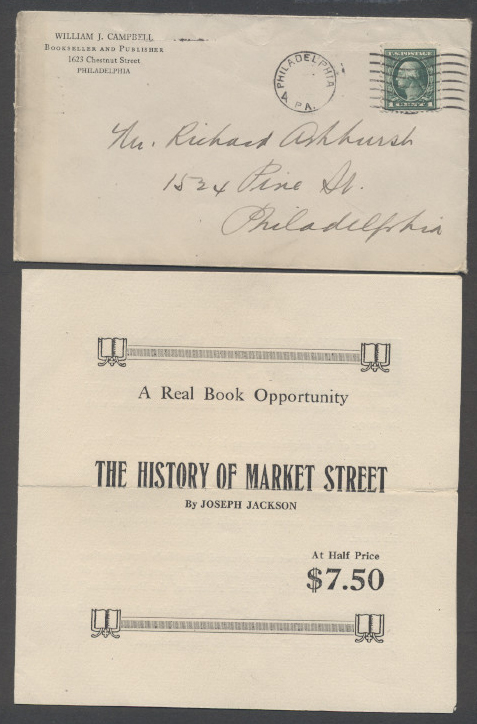 WILLIAM J. CAMPBELL
BOOKSELLER AND PUBLISHER
1623 Chestnut Street
PHILADELPHIA
PHILADELPHIA
PA.
A
U.S. POSTAGE
1 CENT 1
Mr. Richard Ashhurst
1524 Pine St.
Philadelphia
A Real Book Opportunity
THE HISTORY OF MARKET STREET
By JOSEPH JACKSON
At Half Price
$7.50